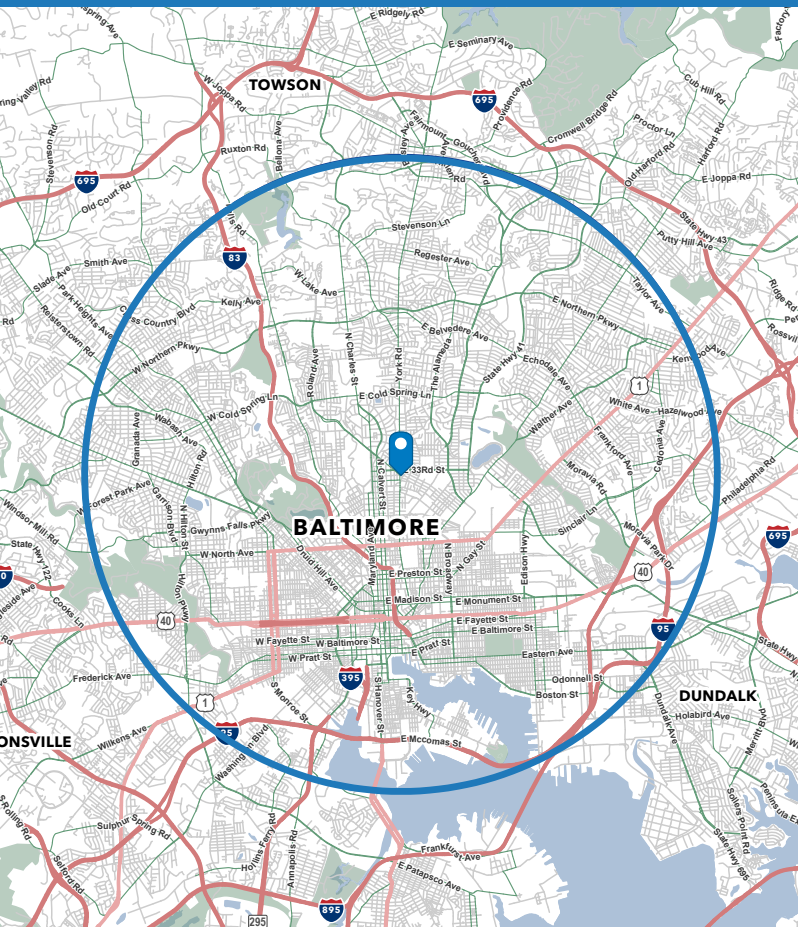 E Ridgely Rd
E Seminary Ave
TOWSON
W Joppa Rd
695
Providence Rd
Cub Hill Rd
Stevenson Rd
Bellona Ave
Cromwell Bridge Rd
Proctor Ln
Harford Rd
Ruxton Rd
Old Harford Rd
695
Old Court Rd
E Joppa Rd
Stevenson Ln
State Hwy 43
Putty Hill Ave
Smith Ave
83
Regester Ave
Slade Ave
W Lake Ave
Taylor Ave
Park Heights Ave
Kelly Ave
Reisterstown Rd
E Northern Pkwy
E Belvedere Ave
W Northern Pkwy
N Charles St
York Rd
The Alameda
State Hwy 41
Kenwood Ave
Roland Ave
Echodale Ave
1
E Cold Spring Ln
W Cold Spring Ln
Walther Ave
White Ave
Hazelwood Ave
Granada Ave
Wabash Ave
Frankford Ave
Cedonia Ave
Hilton Rd
N Calvert St
E 33Rd St
Moravia Rd
Philadelphia Rd
W Forest Park Ave
Garrison Blvd
Windsor Mill Rd
N Hilton St
Gwynns Falls Pkwy
BALTIMORE
Sinclair Ln
Moravia Park Dr
695
State Hwy 122
W North Ave
Druid Hill Ave
Maryland Ave
N Broadway
N Gay St
Edison Hwy
E Preston St
40
Hilton Pkwy
Cooks Ln
E Madison St
E Monument St
40
E Fayette St
E Baltimore St
95
W Fayette St
W Baltimore St
E Pratt St
W Pratt St
Eastern Ave
Frederick Ave
395
Odonnell St
Boston St
DUNDALK
1
S Monroe St
S Hanover St
Key Hwy
Dundalk Ave
Holabird Ave
Merritt Blvd
ONSVILLE
Wilkens Ave
Washington Blvd
E Mccomas St
S Rolling Rd
Sulphur Spring Rd
Hollins Ferry Rd
Annapolis Rd
Sollers Point Rd
Frankfurst Ave
State Hwy 695
Selford Rd
E Patapsco Ave
895
295